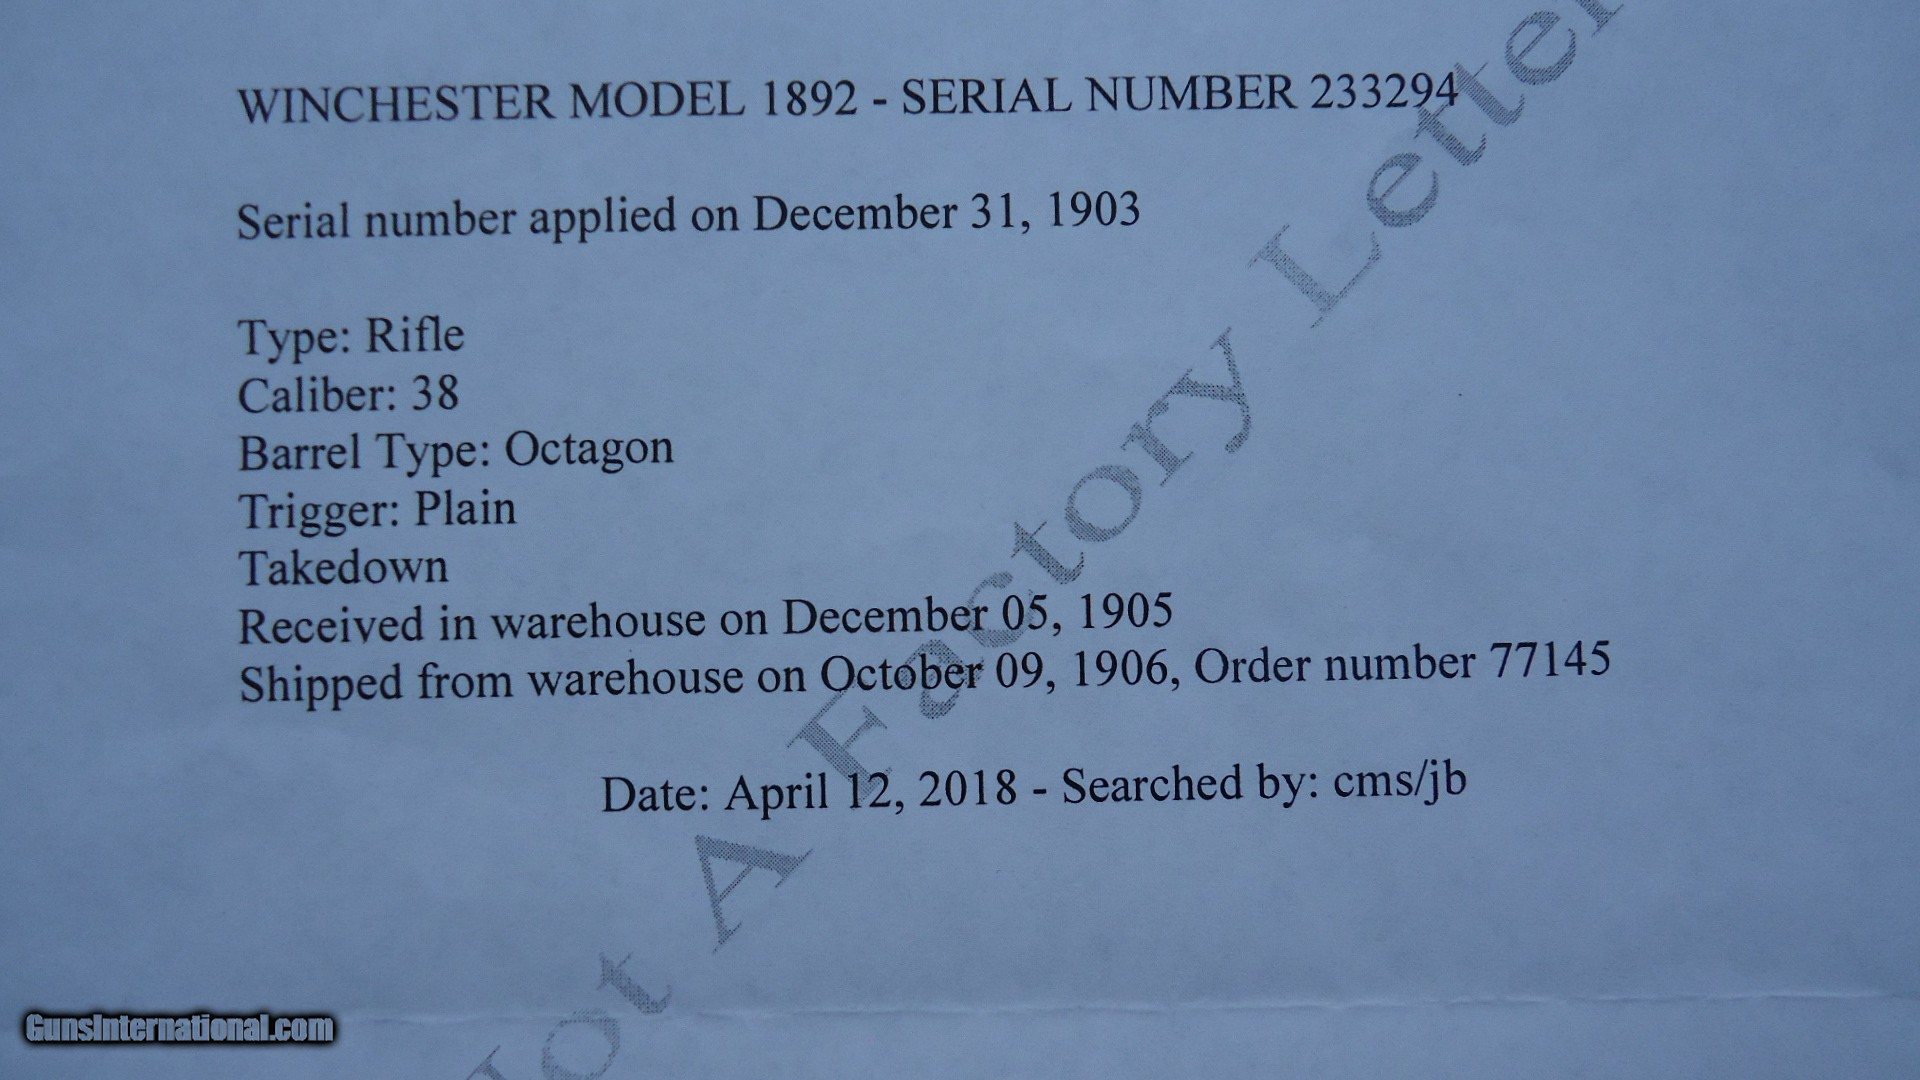 WINCHESTER MODEL 1892 - SERIAL NUMBER 233294
Serial number applied on December 31, 1903
Type: Rifle
Caliber: 38
Barrel Type: Octagon
Trigger: Plain
Takedown
Received in warehouse on December 05, 1905
Shipped from warehouse on October 09, 1906, Order number 77145
Date: April 12, 2018 - Searched by: cms/jb
Not A Factory Letter
GunsInternational.com